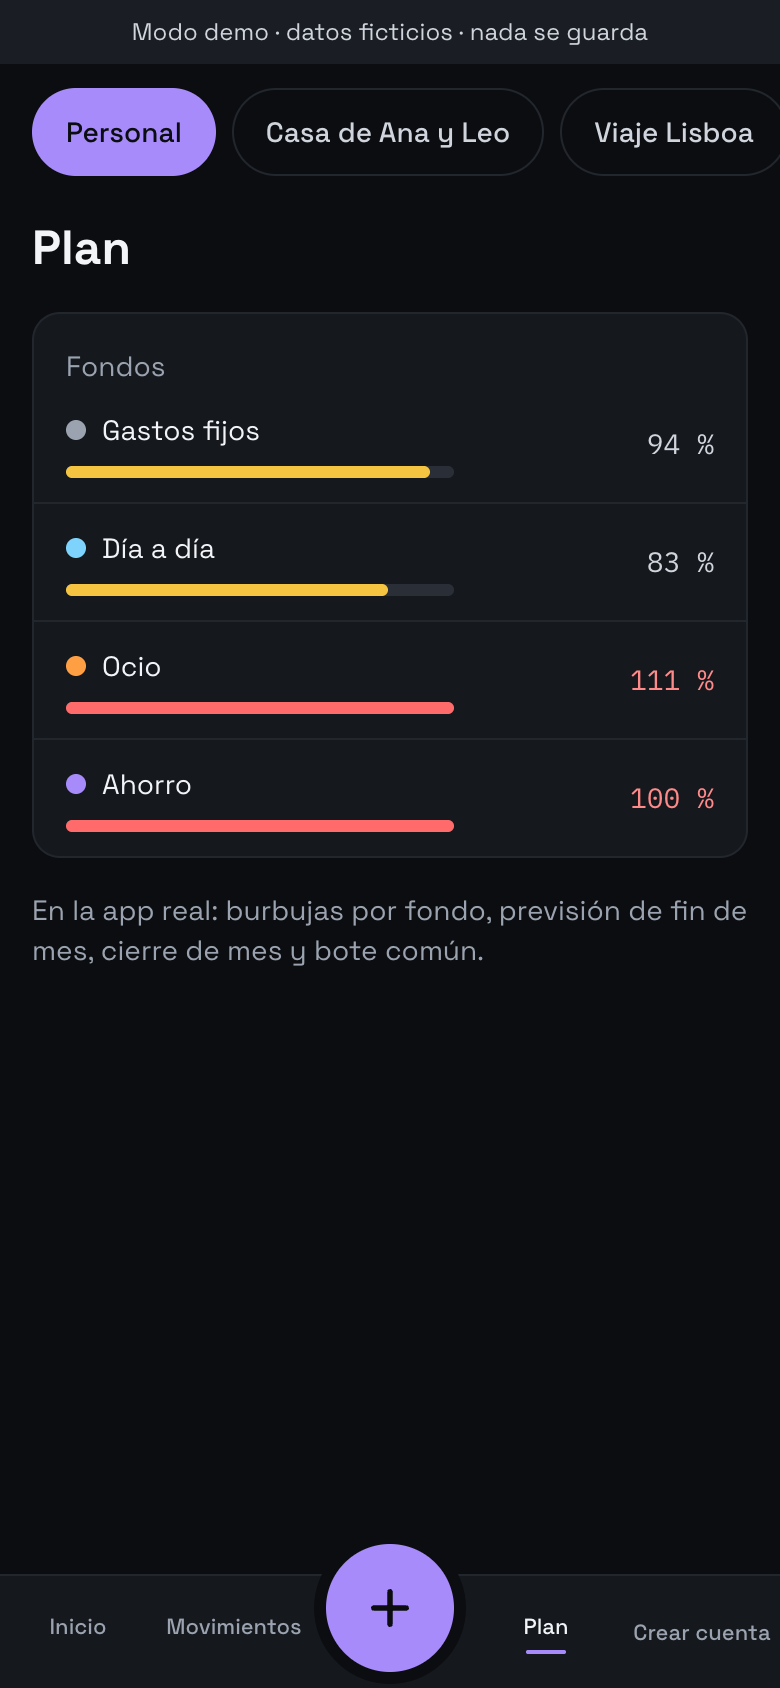 Modo demo · datos ficticios · nada se guarda
Personal
Casa de Ana y Leo
Viaje Lisboa
Plan
Fondos
Gastos fijos
94 %
Día a día
83 %
Ocio
111 %
Ahorro
100 %
En la app real: burbujas por fondo, previsión de fin de
mes, cierre de mes y bote común.
Inicio
Movimientos
+
Plan
Crear cuenta